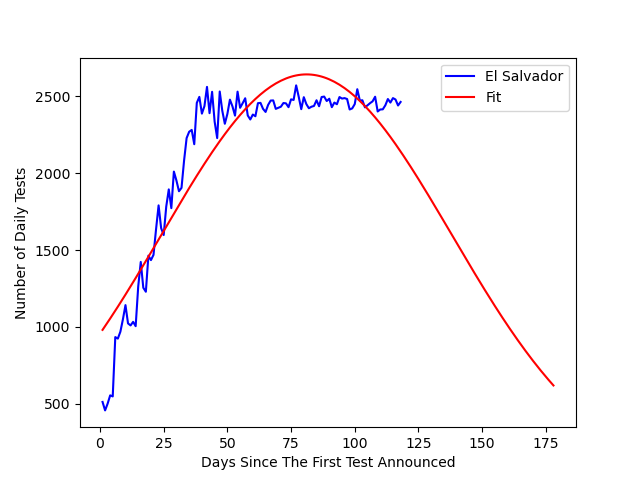 El Salvador
Fit
Number of Daily Tests
2500
2000
1500
1000
500
0 25 50 75 100 125 150 175
Days Since The First Test Announced